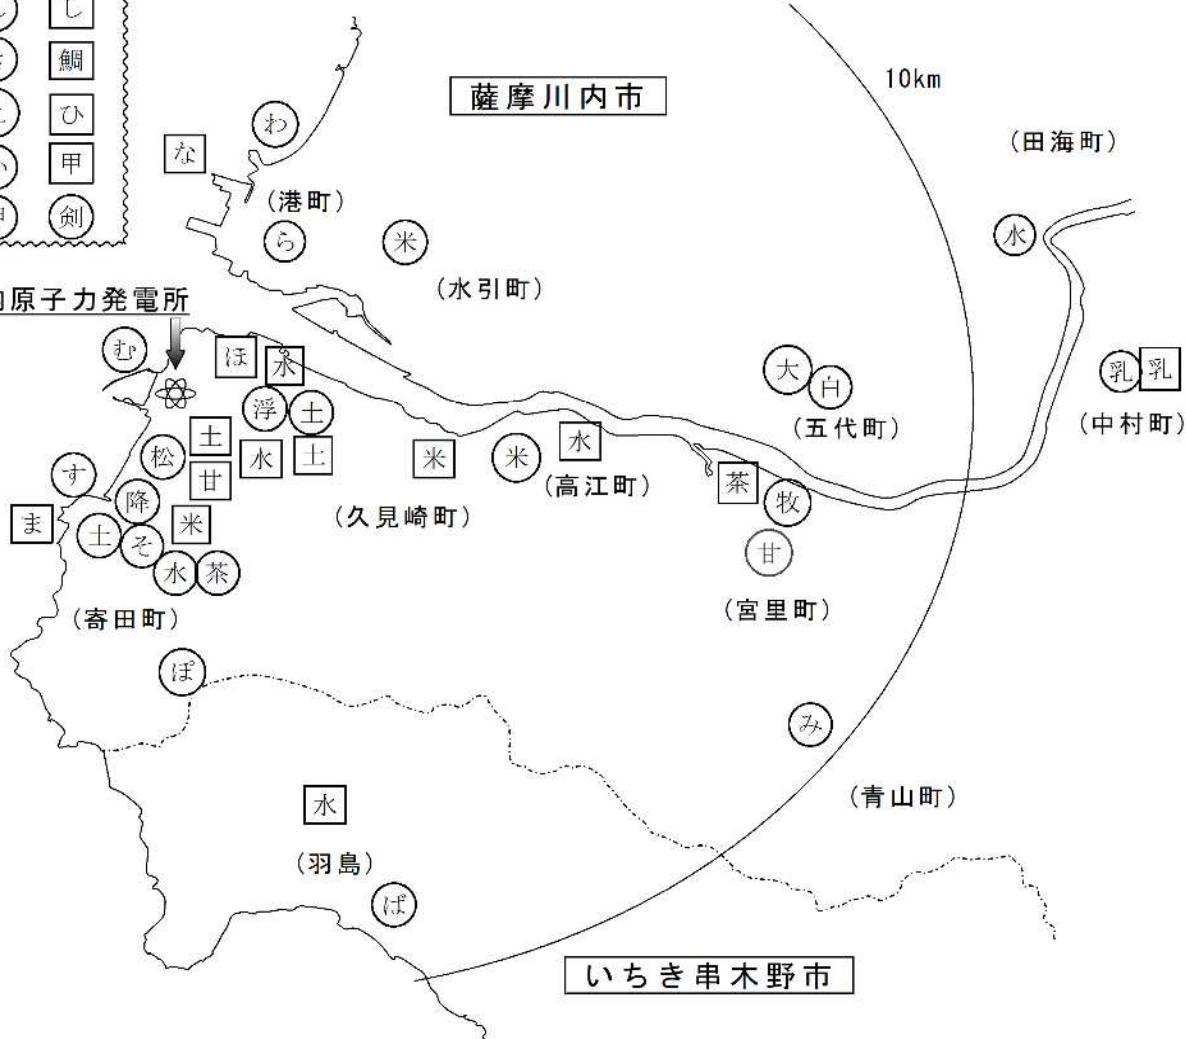 じ
鯛
ひ
甲
剣
薩摩川内市
10km
(田海町)
わ
な
(港町)
ら
米
(水引町)
水
原子力発電所
む
ほ
水
浮
土
大
白
(五代町)
乳
乳
(中村町)
土
松
甘
水
土
米
米
水
(高江町)
茶
牧
甘
(宮里町)
す
降
ま
土
そ
米
水
茶
(久見崎町)
(寄田町)
ぽ
み
(青山町)
水
(羽島)
ぱ
いちき串木野市